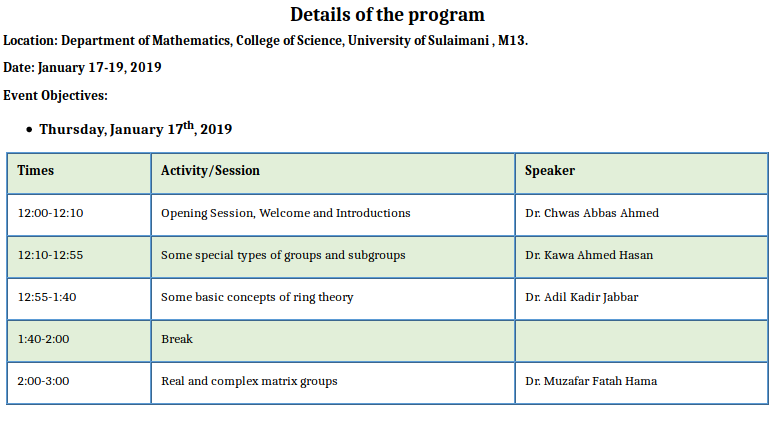 Details of the program
Location: Department of Mathematics, College of Science, University of Sulaimani , M13.
Date: January 17-19, 2019
Event Objectives:
• Thursday, January 17th, 2019
Times Activity/Session Speaker
12:00-12:10 Opening Session, Welcome and Introductions Dr. Chwas Abbas Ahmed
12:10-12:55 Some special types of groups and subgroups Dr. Kawa Ahmed Hasan
12:55-1:40 Some basic concepts of ring theory Dr. Adil Kadir Jabbar
1:40-2:00 Break
2:00-3:00 Real and complex matrix groups Dr. Muzafar Fatah Hama